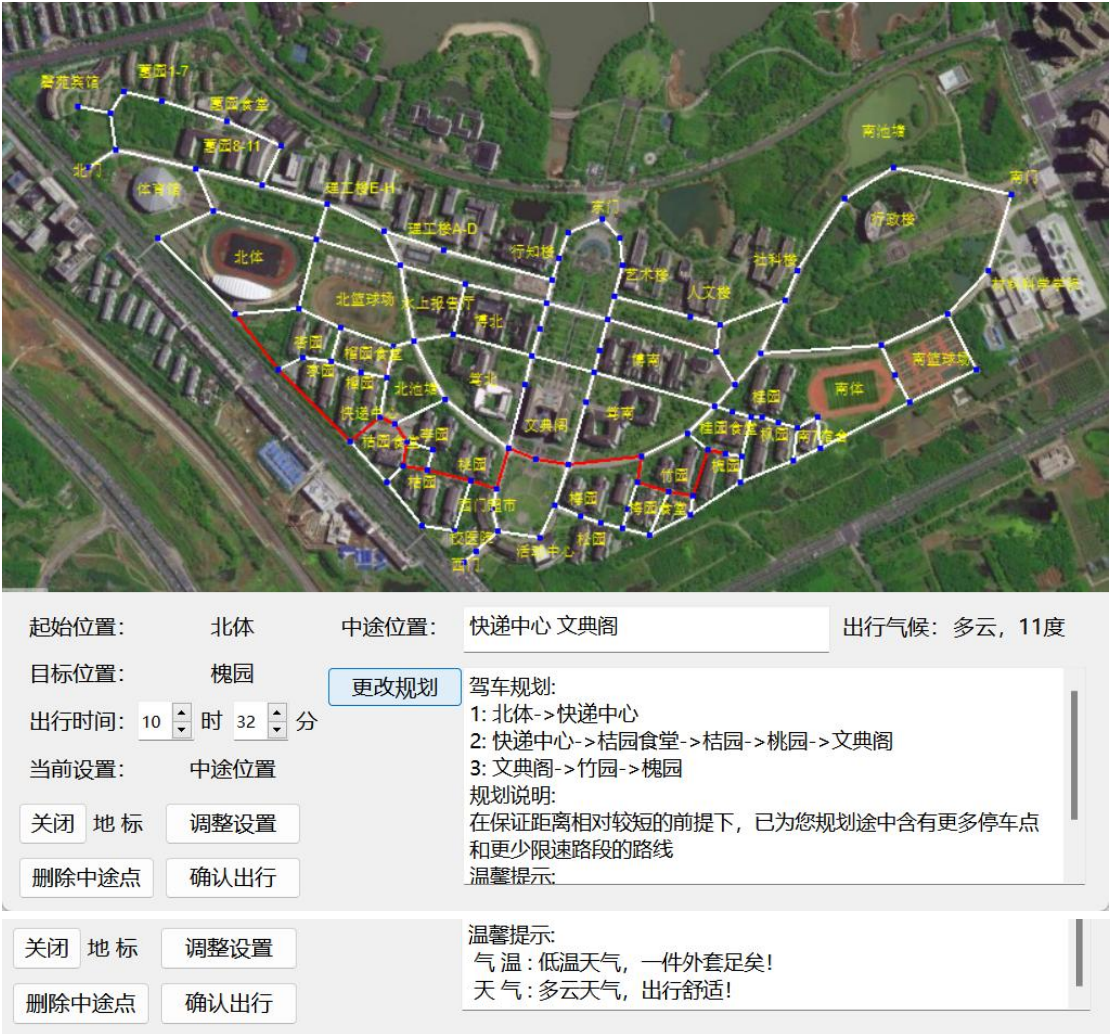 馨苑宾馆
蕙园1-7
蕙园食堂
蕙园8-11
北门
体育馆
理工楼E-H
理工楼A-D
行知楼
东门
艺术楼
人文楼
社科楼
南池塘
南门
行政楼
材料科学学院
北体
北篮球场
水上报告厅
博北
杏园
榴园食堂
枣园
榴园
北池塘
笃北
博南
笃南
文典阁
桂园
南体
南篮球场
快递中心
桔园食堂
李园
桃园
桔园
西门超市
校医院
西门
活动中心
梅园
松园
梅园食堂
竹园
桂园食堂
槐园
枫园
起始位置：
北体
中途位置：
快递中心 文典阁
出行气候：多云，11度
目标位置：
槐园
更改规划
驾车规划:
1: 北体->快递中心
2: 快递中心->桔园食堂->桔园->桃园->文典阁
3: 文典阁->竹园->槐园
规划说明:
在保证距离相对较短的前提下，已为您规划途中含有更多停车点
和更少限速路段的路线
温馨提示:
出行时间：
10
时
32
分
当前设置：
中途位置
关闭
地 标
调整设置
删除中途点
确认出行
关闭
地 标
调整设置
删除中途点
确认出行
温馨提示:
气 温 : 低温天气，一件外套足矣！
天 气 : 多云天气，出行舒适！